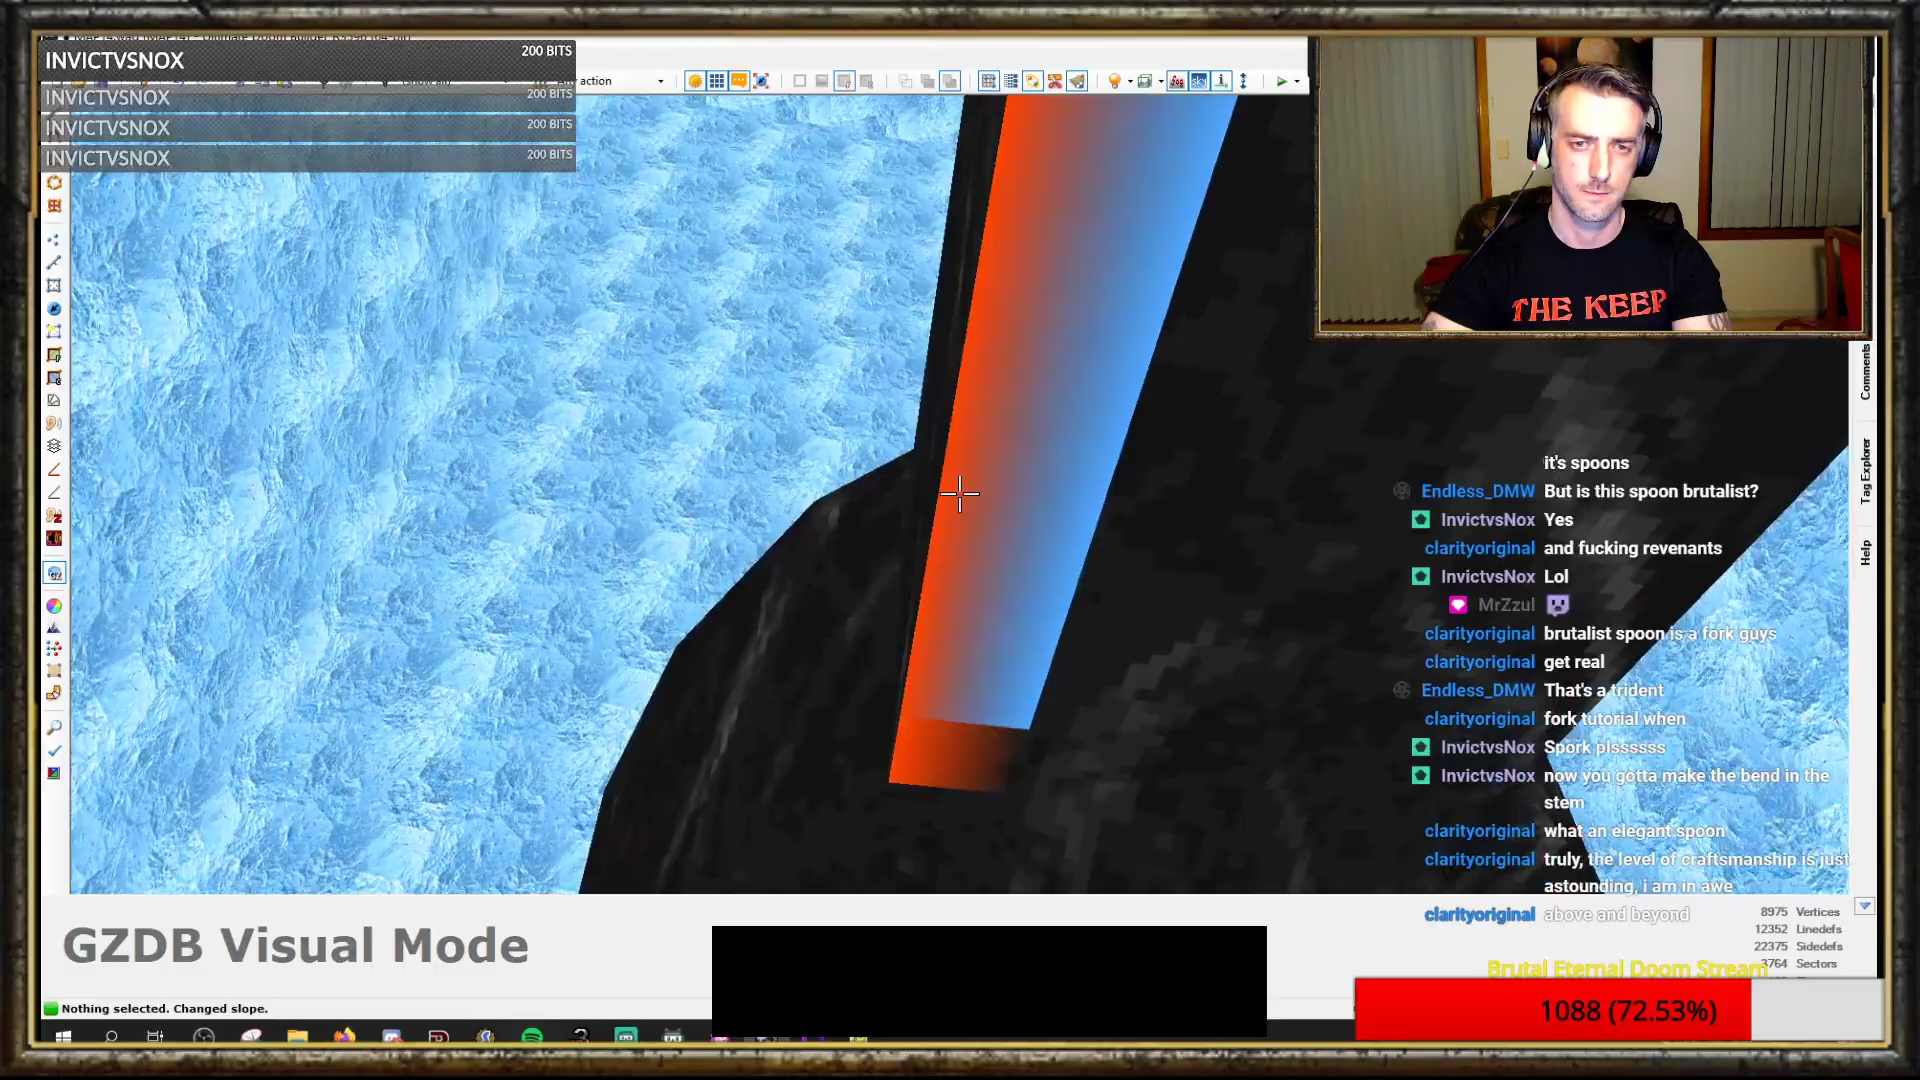 INVICTVSNOX 200 BITS
INVICTVSNOX 200 BITS
INVICTVSNOX 200 BITS
INVICTVSNOX 200 BITS
action
THE KEEP
Comments
Tag Explorer
Help
it's spoons
Endless_DMW But is this spoon brutalist?
InvictvsNox Yes
clarityoriginal and fucking revenants
InvictvsNox Lol
MrZzul
clarityoriginal brutalist spoon is a fork guys
clarityoriginal get real
Endless_DMW That's a trident
clarityoriginal fork tutorial when
InvictvsNox Spork plssssss
InvictvsNox now you gotta make the bend in the
stem
clarityoriginal what an elegant spoon
clarityoriginal truly, the level of craftsmanship is just
astounding, i am in awe
clarityoriginal above and beyond
8975 Vertices
12352 Linedefs
22375 Sidedefs
3764 Sectors
GZDB Visual Mode
Brutal Eternal Doom Stream
1088 (72.53%)
Nothing selected. Changed slope.